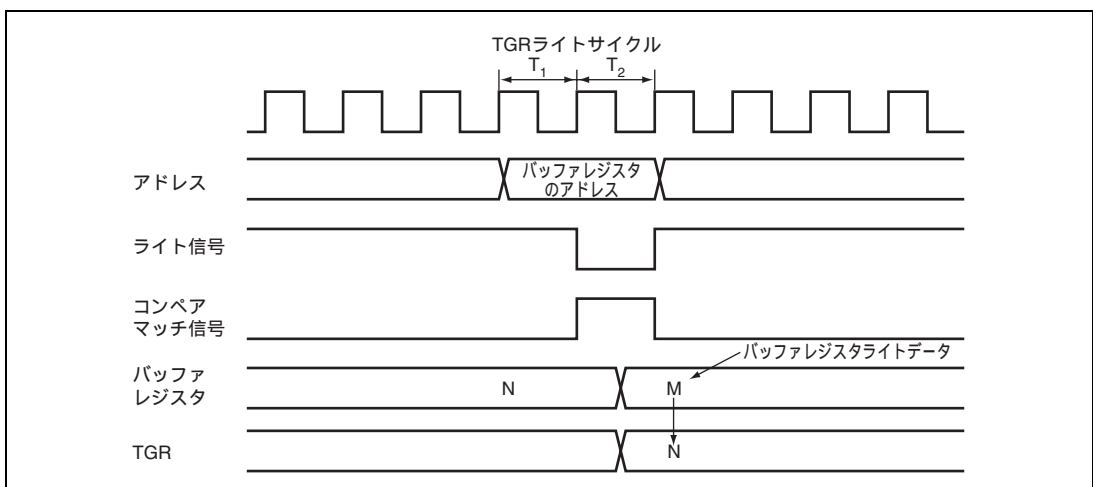 TGRライトサイクル
T1 T2
アドレス
バッファレジスタ
のアドレス
ライト信号
コンペア
マッチ信号
バッファレジスタライトデータ
バッファ
レジスタ
N M
TGR
N